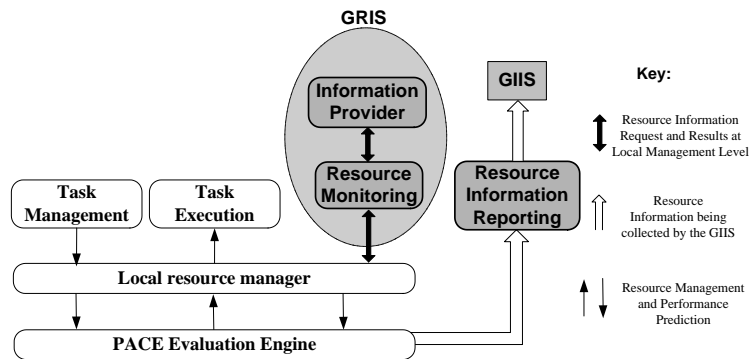 GRIS
Information
Provider
Resource
Monitoring
GIIS
Resource
Information
Reporting
Key:
Resource Information
Request and Results at
Local Management Level
Resource
Information being
collected by the GIIS
Resource Management
and Performance
Prediction
Task
Management
Task
Execution
Local resource manager
PACE Evaluation Engine